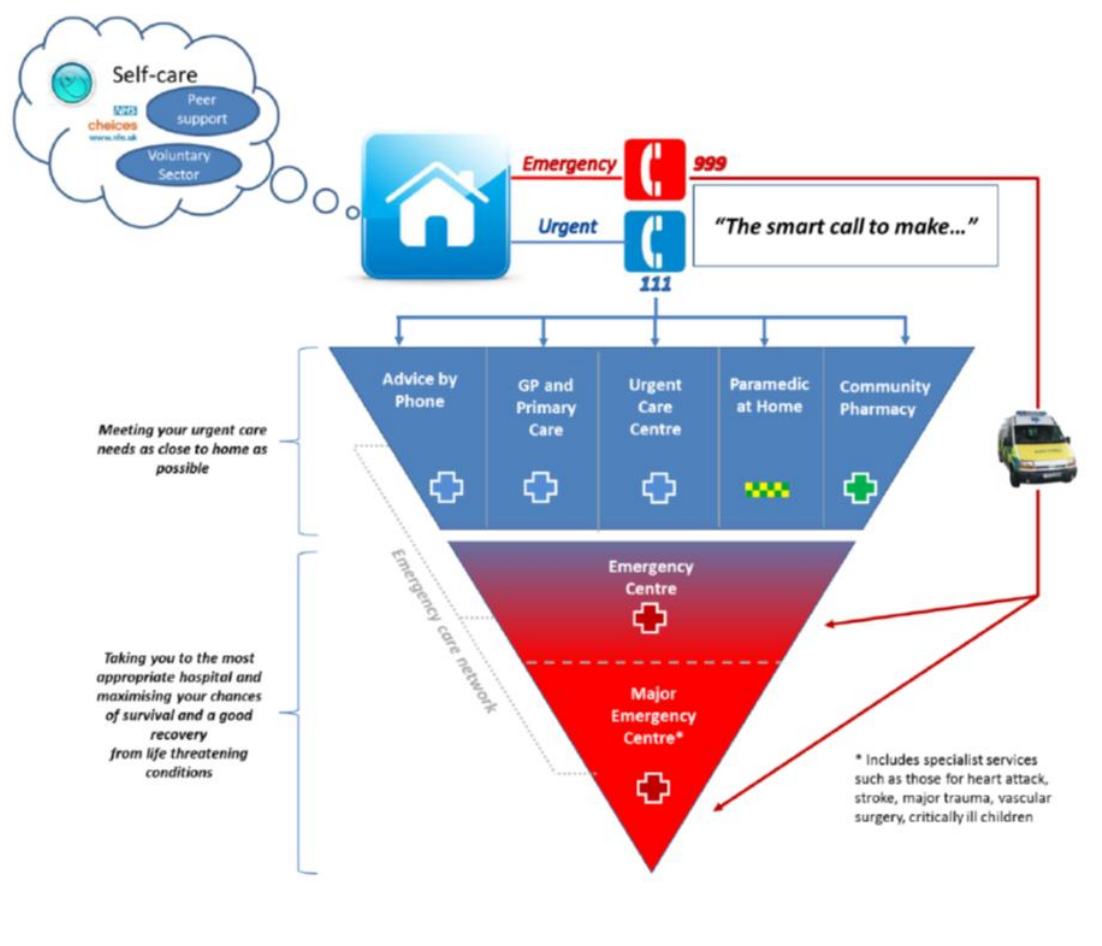 Self-care
Peer
support
NHS
choices
www.nhs.uk
Voluntary
Sector
Emergency
999
Urgent
111
“The smart call to make...”
Advice by
Phone
GP and
Primary
Care
Urgent
Care
Centre
Paramedic
at Home
Community
Pharmacy
Meeting your urgent care
needs as close to home as
possible
Emergency care network
Emergency
Centre
Taking you to the most
appropriate hospital and
maximising your chances
of survival and a good
recovery
from life threatening
conditions
Major
Emergency
Centre*
* Includes specialist services
such as those for heart attack,
stroke, major trauma, vascular
surgery, critically ill children